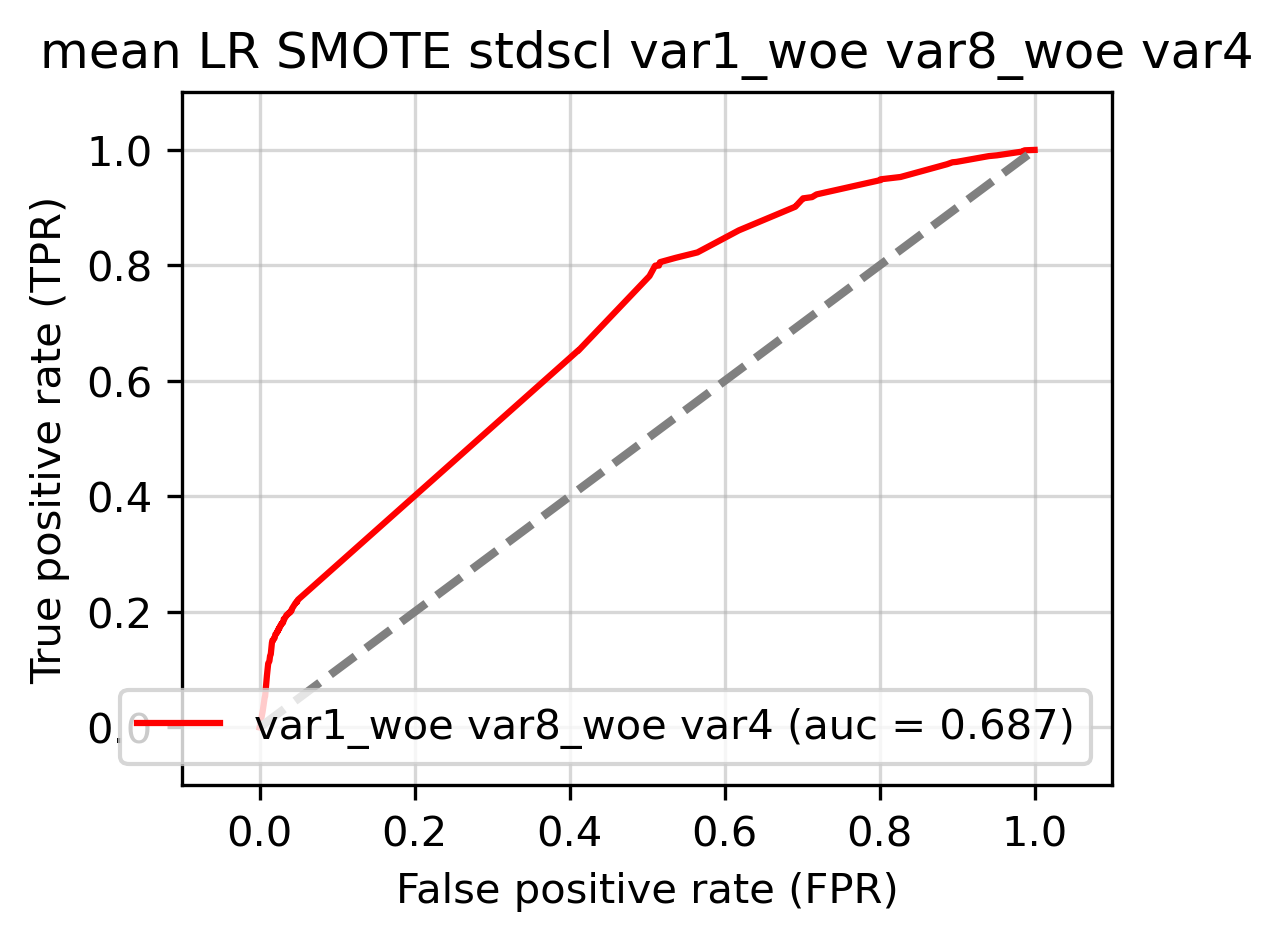 mean LR SMOTE stdscl var1_woe var8_woe var4
True positive rate (TPR)
1.0
0.8
0.6
0.4
0.2
0.0
var1_woe var8_woe var4 (auc = 0.687)
0.0 0.2 0.4 0.6 0.8 1.0
False positive rate (FPR)